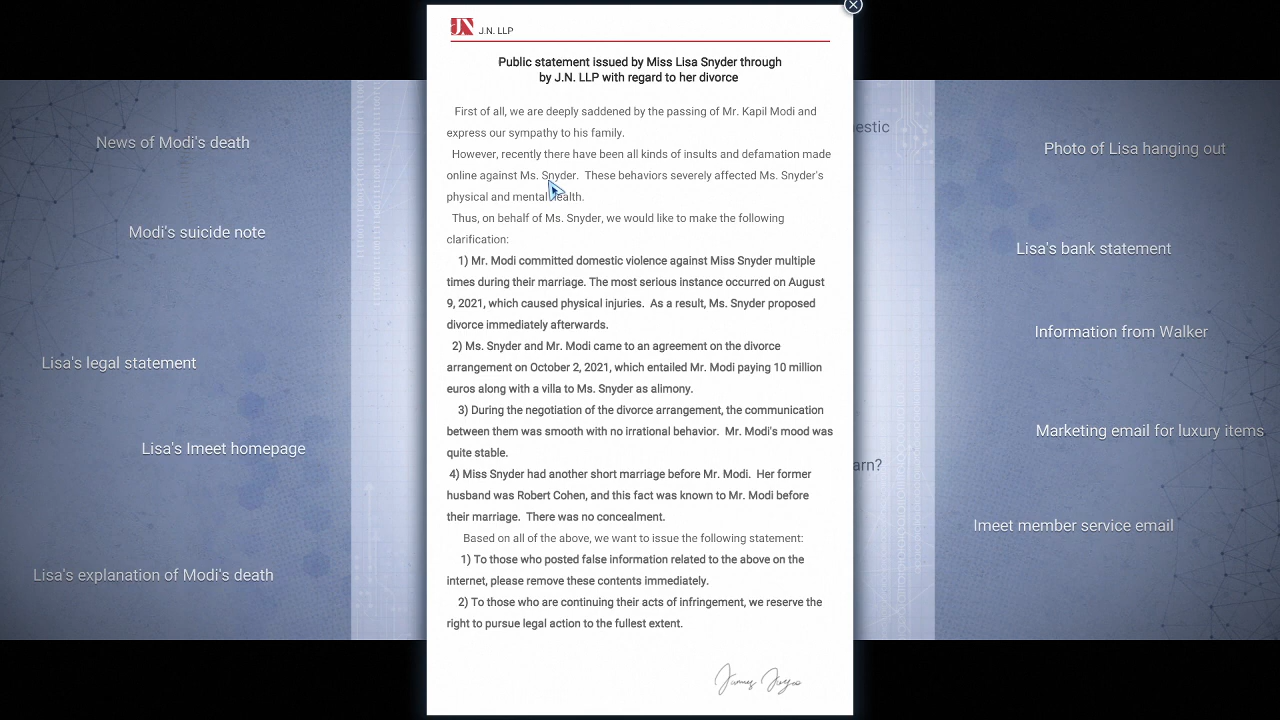 JN J.N. LLP
Public statement issued by Miss Lisa Snyder through
by J.N. LLP with regard to her divorce
First of all, we are deeply saddened by the passing of Mr. Kapil Modi and
express our sympathy to his family.
However, recently there have been all kinds of insults and defamation made
online against Ms. Snyder. These behaviors severely affected Ms. Snyder's
physical and mental health.
Thus, on behalf of Ms. Snyder, we would like to make the following
clarification:
1) Mr. Modi committed domestic violence against Miss Snyder multiple
times during their marriage. The most serious instance occurred on August
9, 2021, which caused physical injuries. As a result, Ms. Snyder proposed
divorce immediately afterwards.
2) Ms. Snyder and Mr. Modi came to an agreement on the divorce
arrangement on October 2, 2021, which entailed Mr. Modi paying 10 million
euros along with a villa to Ms. Snyder as alimony.
3) During the negotiation of the divorce arrangement, the communication
between them was smooth with no irrational behavior. Mr. Modi's mood was
quite stable.
4) Miss Snyder had another short marriage before Mr. Modi. Her former
husband was Robert Cohen, and this fact was known to Mr. Modi before
their marriage. There was no concealment.
Based on all of the above, we want to issue the following statement:
1) To those who posted false information related to the above on the
internet, please remove these contents immediately.
2) To those who are continuing their acts of infringement, we reserve the
right to pursue legal action to the fullest extent.
News of Modi's death
Modi's suicide note
Lisa's legal statement
Lisa's Imeet homepage
Lisa's explanation of Modi's death
estic
arn?
Photo of Lisa hanging out
Lisa's bank statement
Information from Walker
Marketing email for luxury items
Imeet member service email